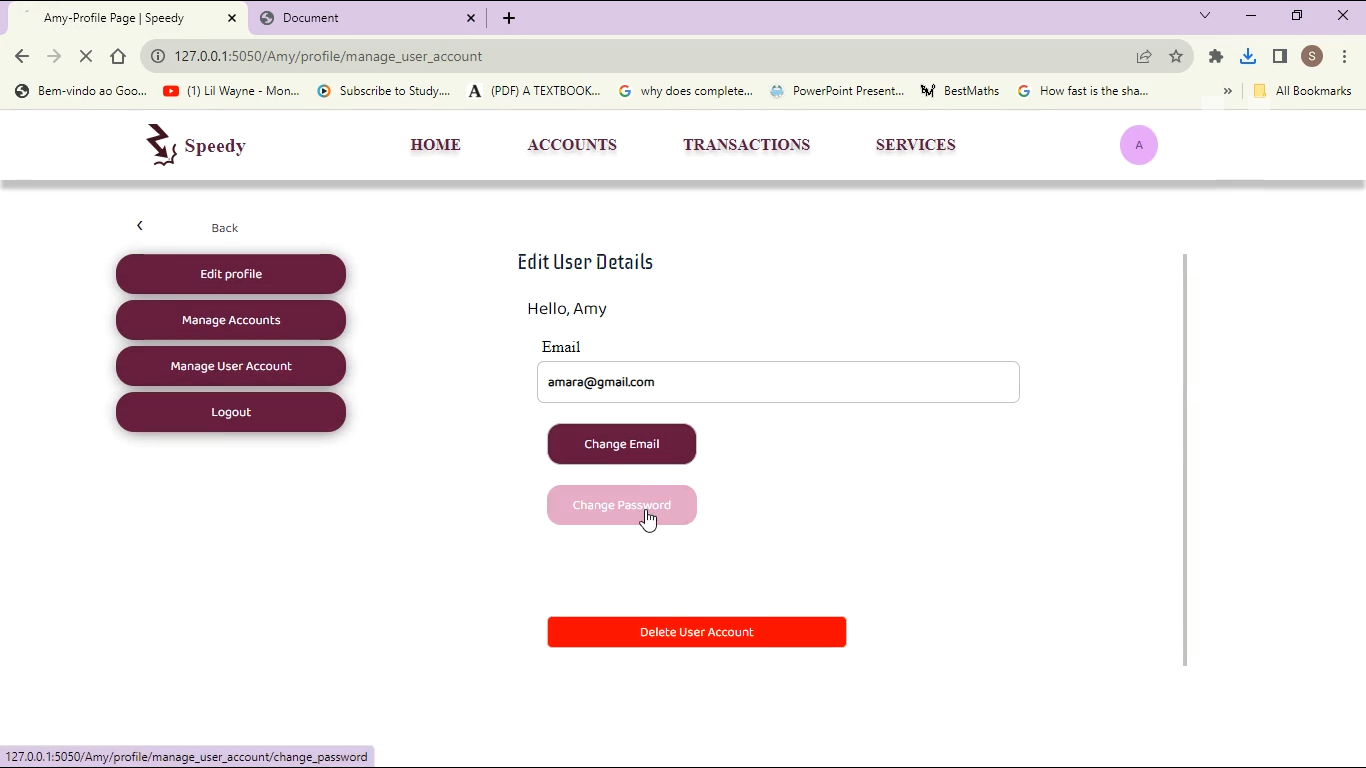 Amy-Profile Page | Speedy
Document
127.0.0.1:5050/Amy/profile/manage_user_account
S
Bem-vindo ao Goo...
(1) Lil Wayne - Mon...
Subscribe to Study....
A (PDF) A TEXTBOOK...
why does complete...
PowerPoint Present...
BestMaths
How fast is the sha...
»
All Bookmarks
Speedy
HOME
ACCOUNTS
TRANSACTIONS
SERVICES
A
Back
Edit profile
Manage Accounts
Manage User Account
Logout
Edit User Details
Hello, Amy
Email
amara@gmail.com
Change Email
Change Password
Delete User Account
127.0.0.1:5050/Amy/profile/manage_user_account/change_password